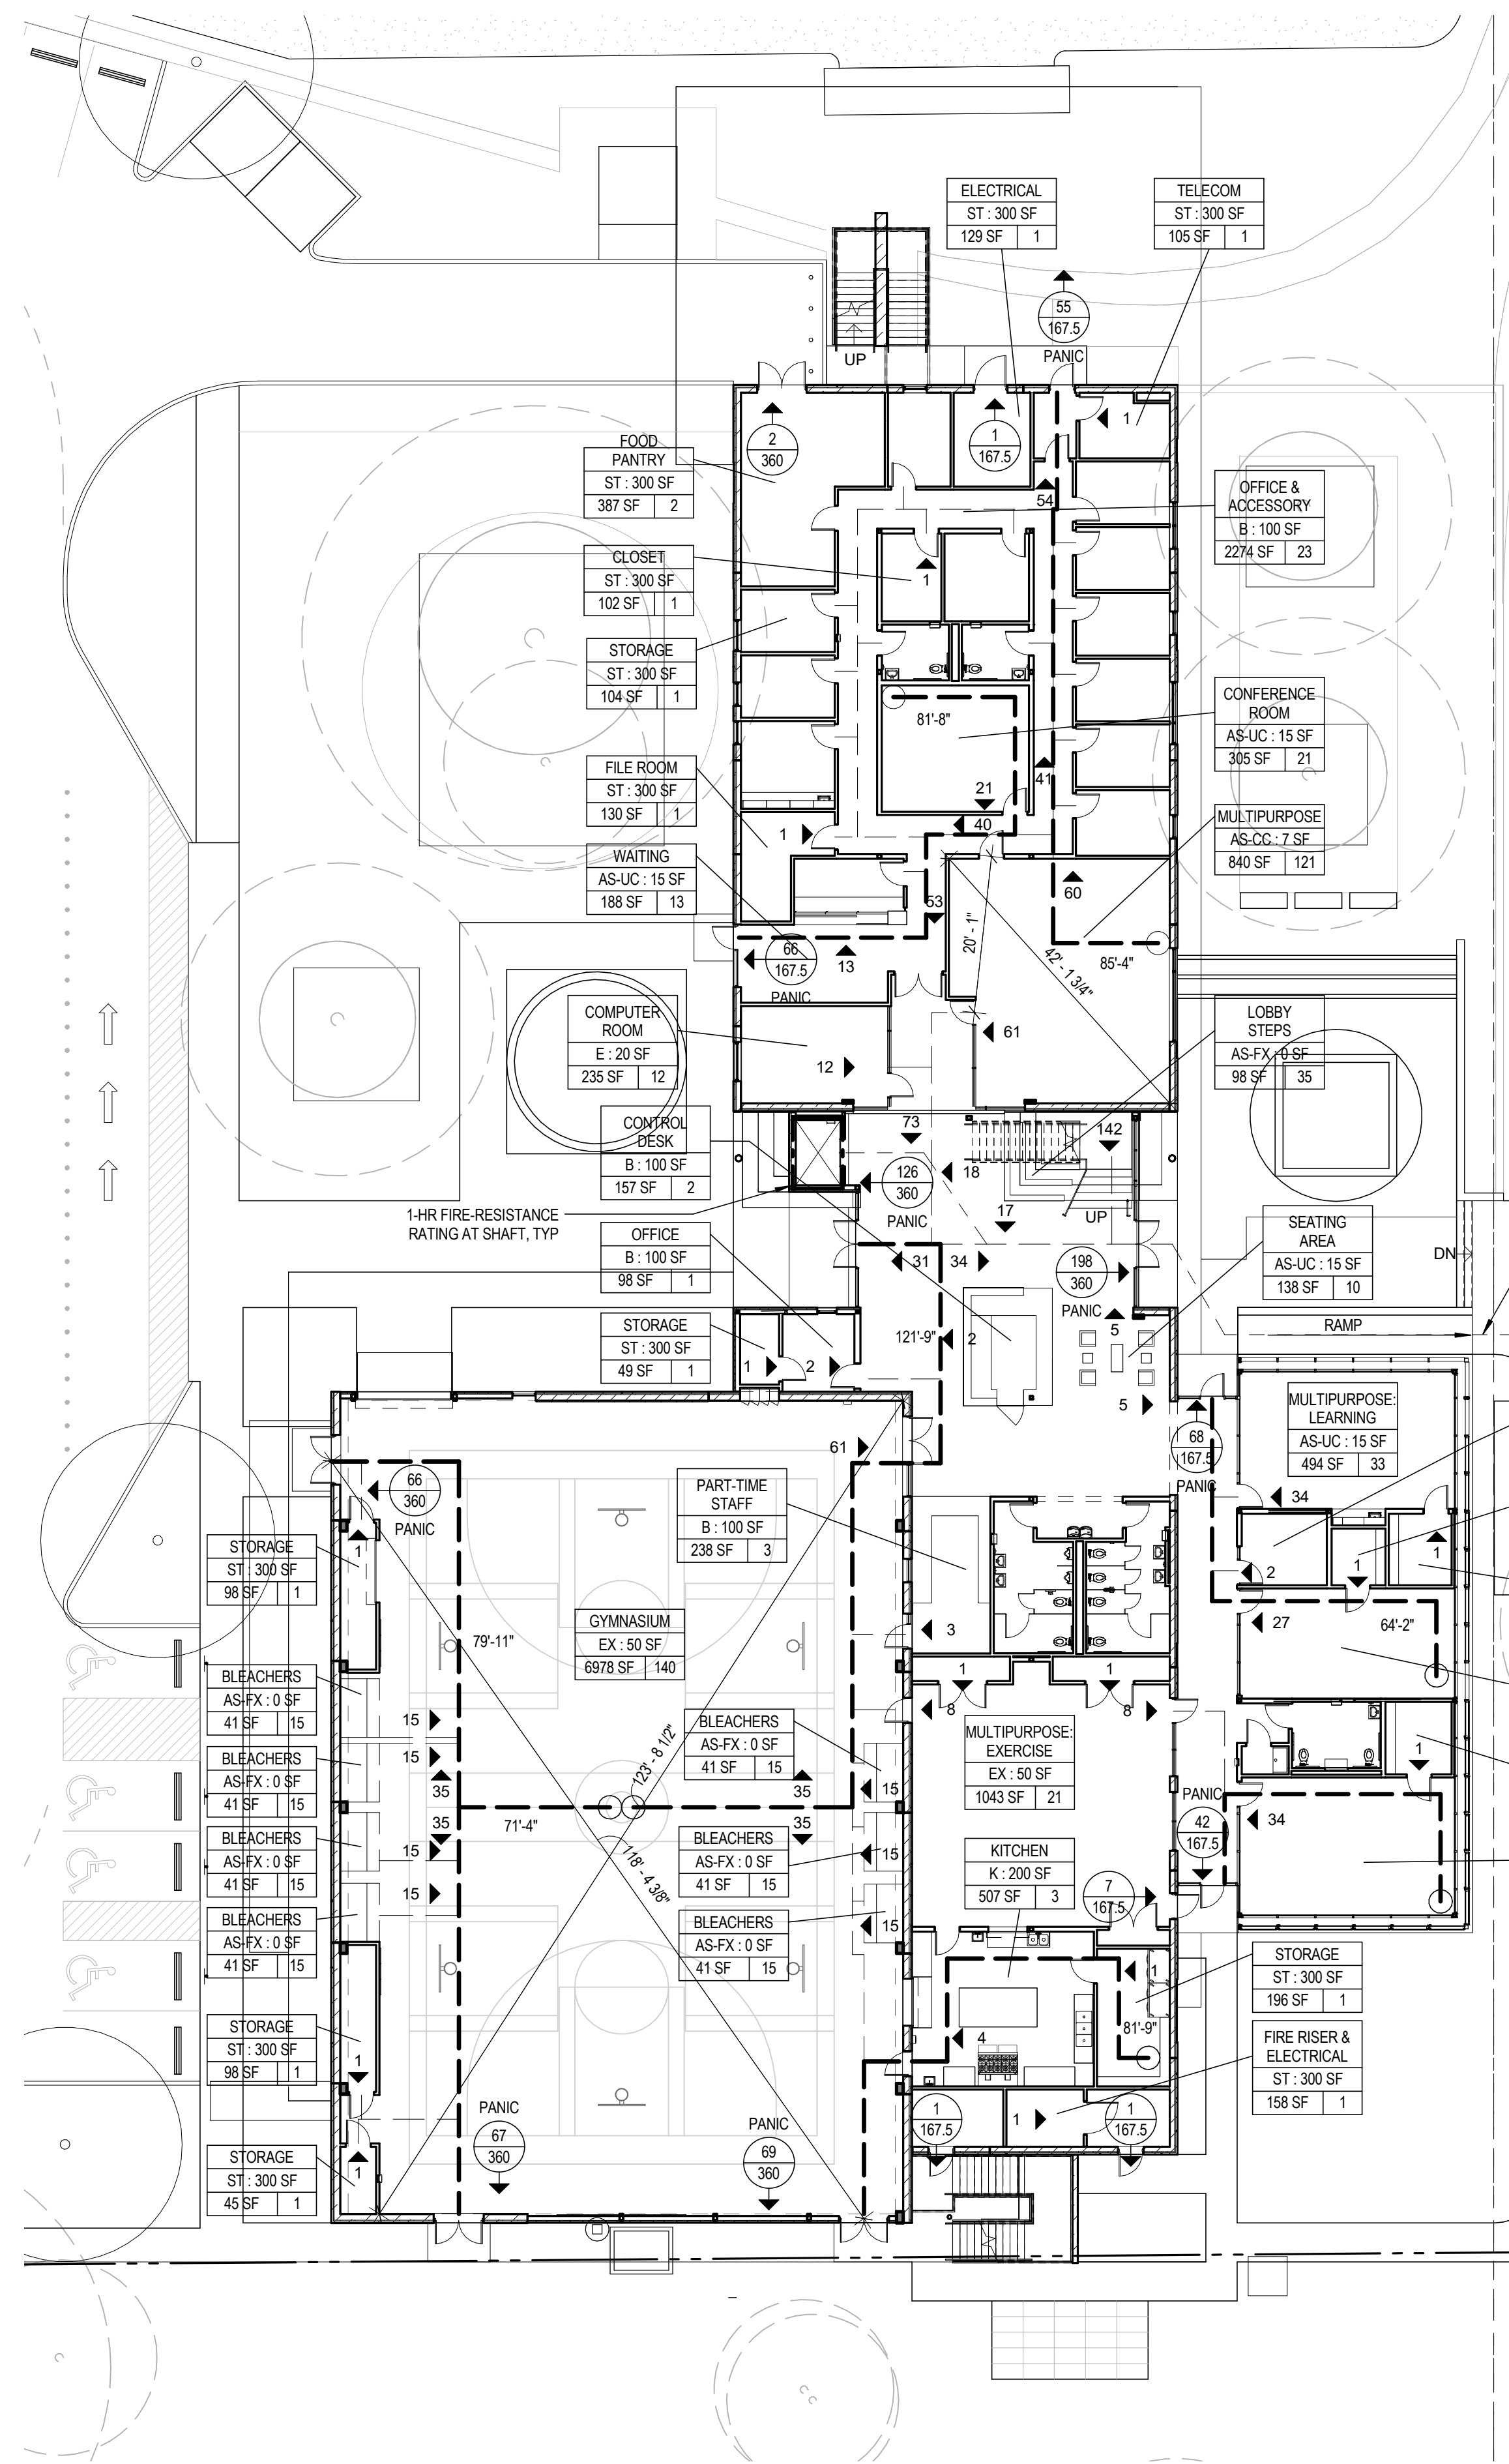 ELECTRICAL
ST : 300 SF
129 SF 1
TELECOM
ST : 300 SF
105 SF 1
55
167.5
PANIC
UP
1
2
360
1
167.5
FOOD
PANTRY
ST : 300 SF
387 SF 2
54
OFFICE &
ACCESSORY
B : 100 SF
2274 SF 23
CLOSET
ST : 300 SF
102 SF 1
1
STORAGE
ST : 300 SF
104 SF 1
CONFERENCE
ROOM
AS-UC : 15 SF
305 SF 21
81'-8"
21
41
FILE ROOM
ST : 300 SF
130 SF 1
1
40
MULTIPURPOSE
AS-CC : 7 SF
840 SF 121
WAITING
AS-UC : 15 SF
188 SF 13
60
53
20' - 1"
42' - 1 3/4"
85'-4"
66
167.5
PANIC
13
COMPUTER
ROOM
E : 20 SF
235 SF 12
12
61
LOBBY
STEPS
AS-FX : 0 SF
98 SF 35
CONTROL
DESK
B : 100 SF
157 SF 2
73
142
126
360
PANIC
18
17
UP
1-HR FIRE-RESISTANCE
RATING AT SHAFT, TYP
OFFICE
B : 100 SF
98 SF 1
31
34
198
360
PANIC
SEATING
AREA
AS-UC : 15 SF
138 SF 10
DN
RAMP
STORAGE
ST : 300 SF
49 SF 1
1
2
121'-9"
2
5
5
MULTIPURPOSE:
LEARNING
AS-UC : 15 SF
494 SF 33
68
167.5
PANIC
34
61
66
360
PANIC
PART-TIME
STAFF
B : 100 SF
238 SF 3
STORAGE
ST : 300 SF
98 SF 1
1
2
1
1
GYMNASIUM
EX : 50 SF
6978 SF 140
79'-11"
3
27
64'-2"
BLEACHERS
AS-FX : 0 SF
41 SF 15
15
1
1
8
8
BLEACHERS
AS-FX : 0 SF
41 SF 15
MULTIPURPOSE:
EXERCISE
EX : 50 SF
1043 SF 21
BLEACHERS
AS-FX : 0 SF
41 SF 15
15
35
123' - 8 1/2"
35
15
1
PANIC
42
167.5
34
71'-4"
35
35
BLEACHERS
AS-FX : 0 SF
41 SF 15
15
118' - 4 3/8"
BLEACHERS
AS-FX : 0 SF
41 SF 15
15
KITCHEN
K : 200 SF
507 SF 3
7
167.5
BLEACHERS
AS-FX : 0 SF
41 SF 15
15
BLEACHERS
AS-FX : 0 SF
41 SF 15
15
STORAGE
ST : 300 SF
196 SF 1
1
81'-9"
4
STORAGE
ST : 300 SF
98 SF 1
1
FIRE RISER &
ELECTRICAL
ST : 300 SF
158 SF 1
PANIC
67
360
PANIC
69
360
1
167.5
1
1
167.5
STORAGE
ST : 300 SF
45 SF 1
1